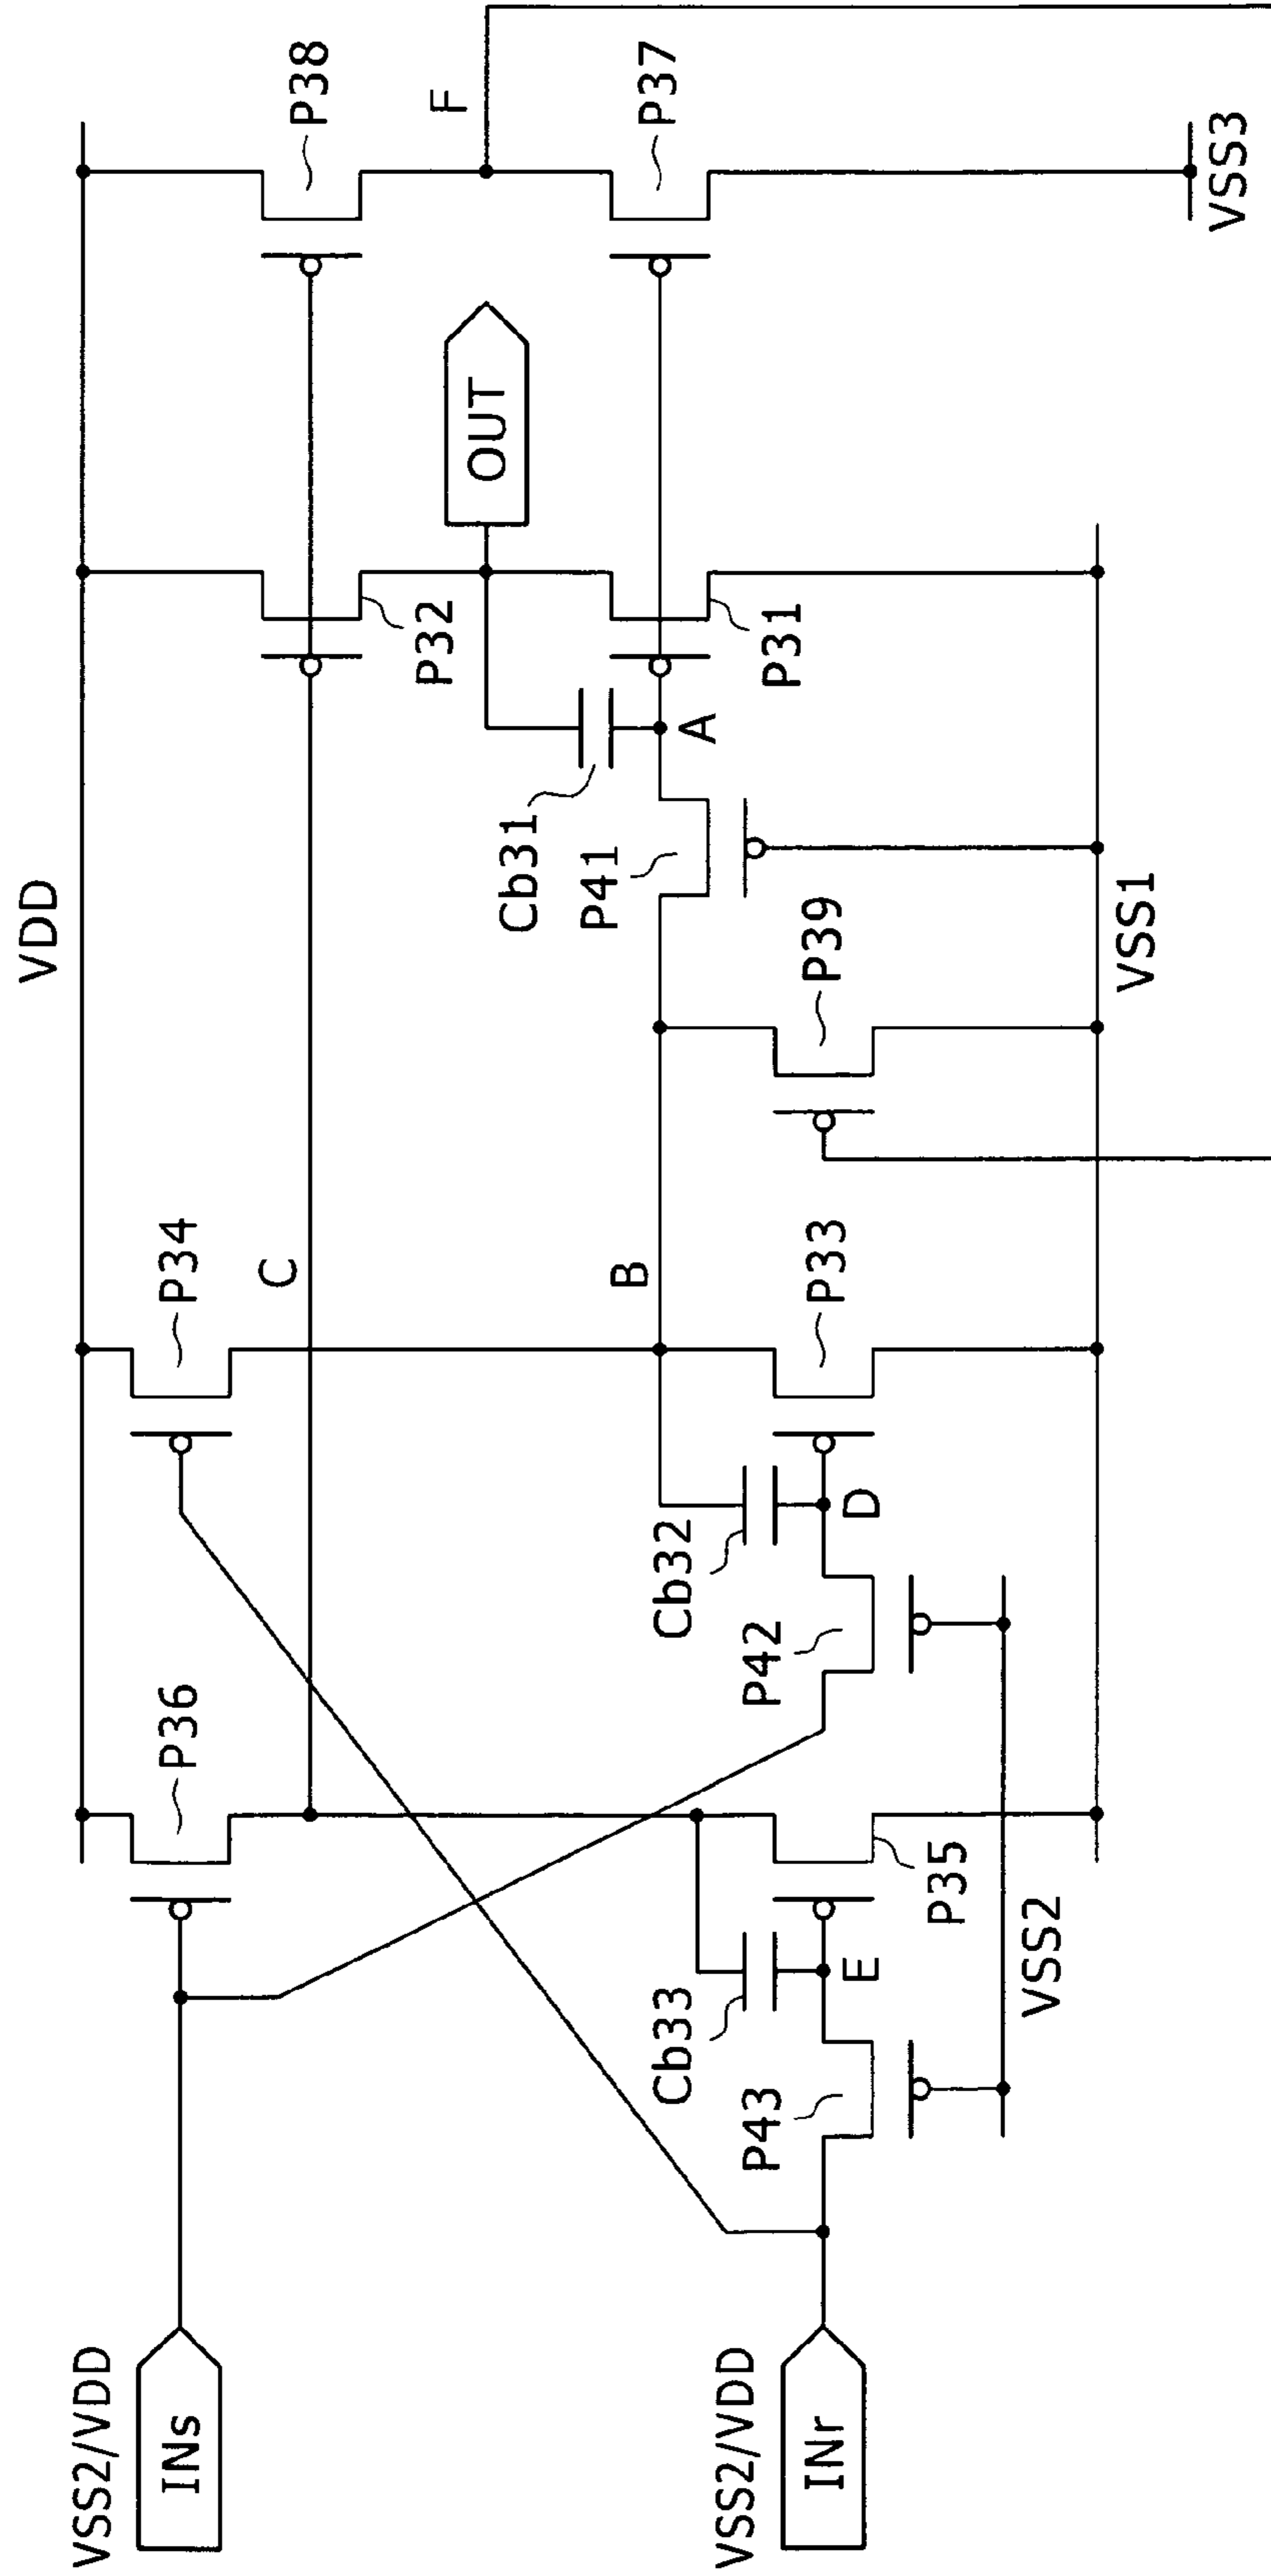 VDD
P36
P34
P38
C
F
P32
OUT
P37
Cb31
A
P31
P41
B
P39
P33
Cb32
D
P42
Cb33
E
P35
P43
VSS1
VSS2
VSS3
VSS2/VDD
INs
VSS2/VDD
INr